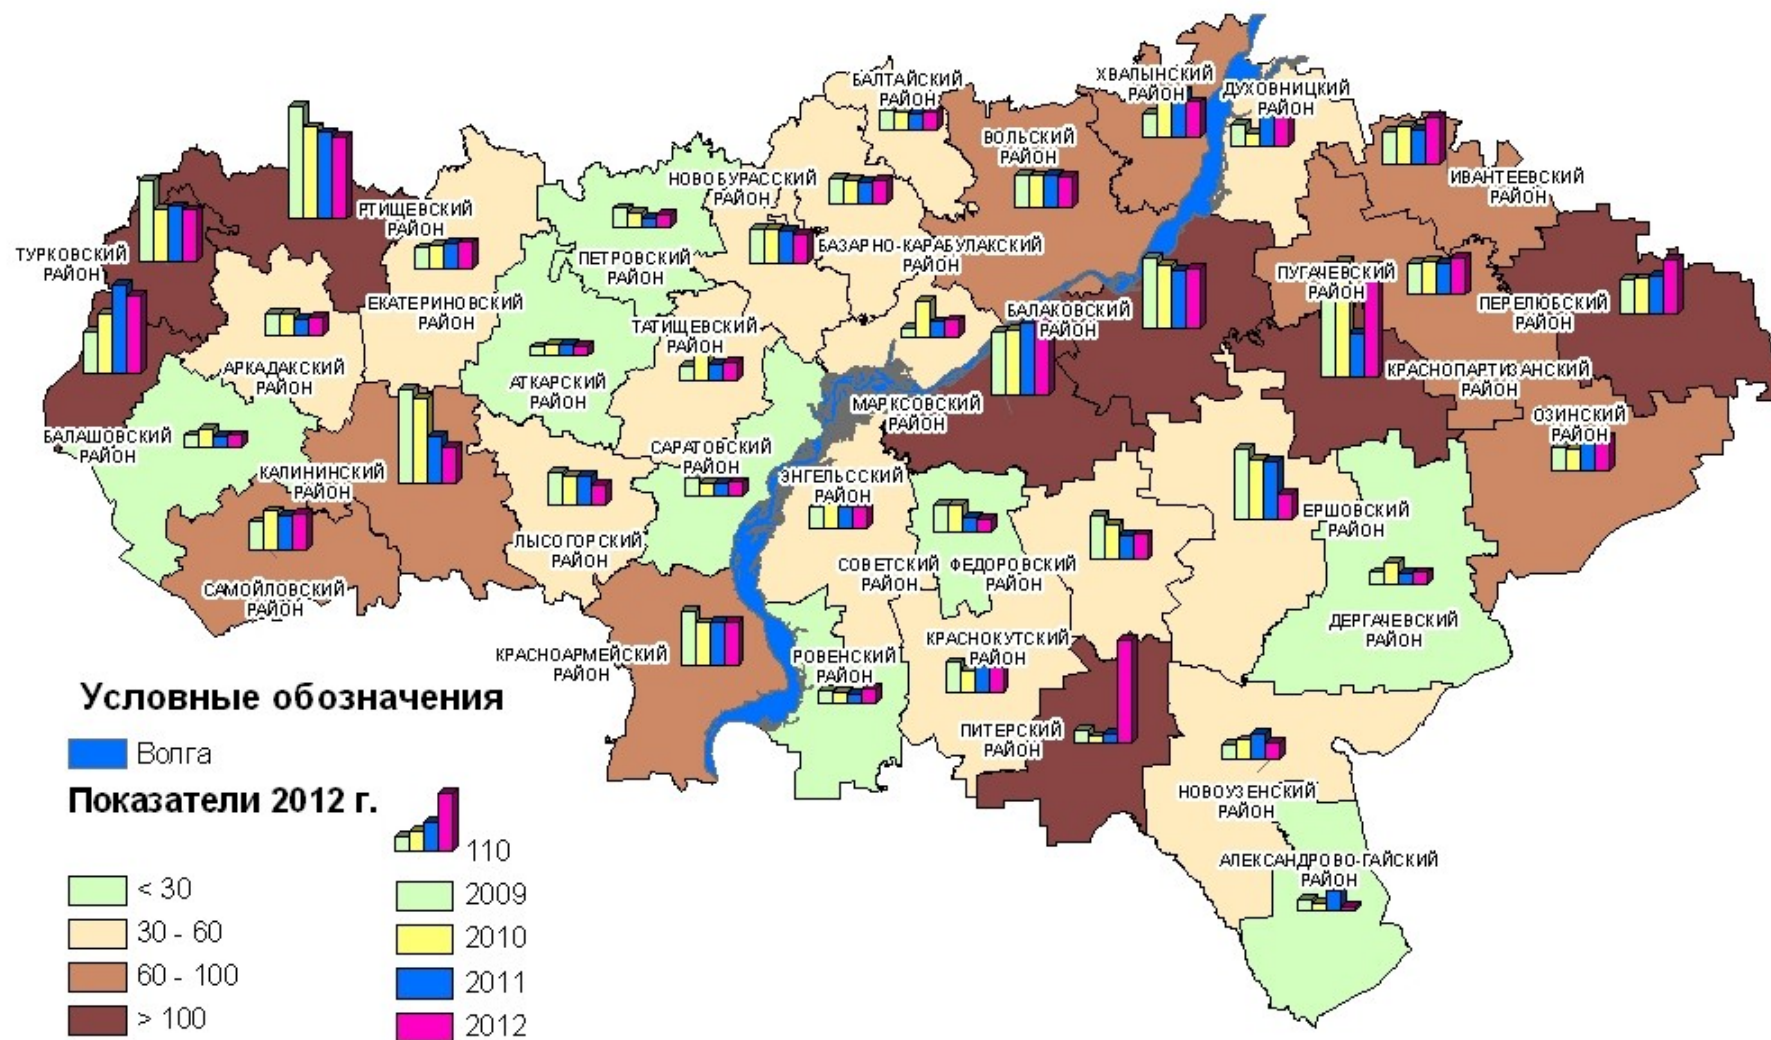 БАЛТАЙСКИЙ
РАЙОН
ХВАЛЫНСКИЙ
РАЙОН
ДУХОВНИЦКИЙ
РАЙОН
ВОЛЬСКИЙ
РАЙОН
ИВАНТЕЕВСКИЙ
РАЙОН
НОВОБУРАССКИЙ
РАЙОН
РТИЩЕВСКИЙ
РАЙОН
ТУРКОВСКИЙ
РАЙОН
ПЕТРОВСКИЙ
РАЙОН
БАЗАРНО-КАРАБУЛАКСКИЙ
РАЙОН
ПУГАЧЕВСКИЙ
РАЙОН
ПЕРЕЛЮБСКИЙ
РАЙОН
ЕКАТЕРИНОВСКИЙ
РАЙОН
ТАТИЩЕВСКИЙ
РАЙОН
БАЛАКОВСКИЙ
РАЙОН
АРКАДАКСКИЙ
РАЙОН
АТКАРСКИЙ
РАЙОН
КРАСНОПАРТИЗАНСКИЙ
РАЙОН
МАРКСОВСКИЙ
РАЙОН
ОЗИНСКИЙ
РАЙОН
БАЛАШОВСКИЙ
РАЙОН
САРАТОВСКИЙ
РАЙОН
КАЛИНИНСКИЙ
РАЙОН
ЭНГЕЛЬССКИЙ
РАЙОН
ЕРШОВСКИЙ
РАЙОН
ЛЫСОГОРСКИЙ
РАЙОН
СОВЕТСКИЙ
РАЙОН
ФЕДОРОВСКИЙ
РАЙОН
САМОЙЛОВСКИЙ
РАЙОН
ДЕРГАЧЕВСКИЙ
РАЙОН
КРАСНОАРМЕЙСКИЙ
РАЙОН
РОВЕНСКИЙ
РАЙОН
КРАСНОКУТСКИЙ
РАЙОН
ПИТЕРСКИЙ
РАЙОН
НОВОУЗЕНСКИЙ
РАЙОН
АЛЕКСАНДРОВО-ГАЙСКИЙ
РАЙОН
Условные обозначения
Волга
Показатели 2012 г.
110
< 30
30 - 60
60 - 100
> 100
2009
2010
2011
2012